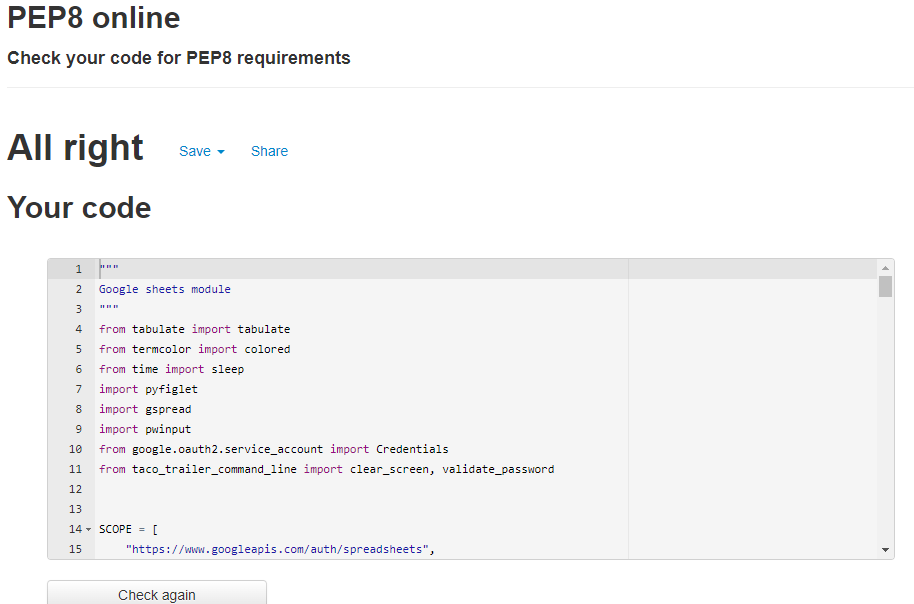 PEP8 online
Check your code for PEP8 requirements
All right Save Share
Your code
1 """
2 Google sheets module
3 """
4 from tabulate import tabulate
5 from termcolor import colored
6 from time import sleep
7 import pyfiglet
8 import gspread
9 import pwinput
10 from google.oauth2.service_account import Credentials
11 from taco_trailer_command_line import clear_screen, validate_password
12
13
14 SCOPE = [
15 "https://www.googleapis.com/auth/spreadsheets",
Check again